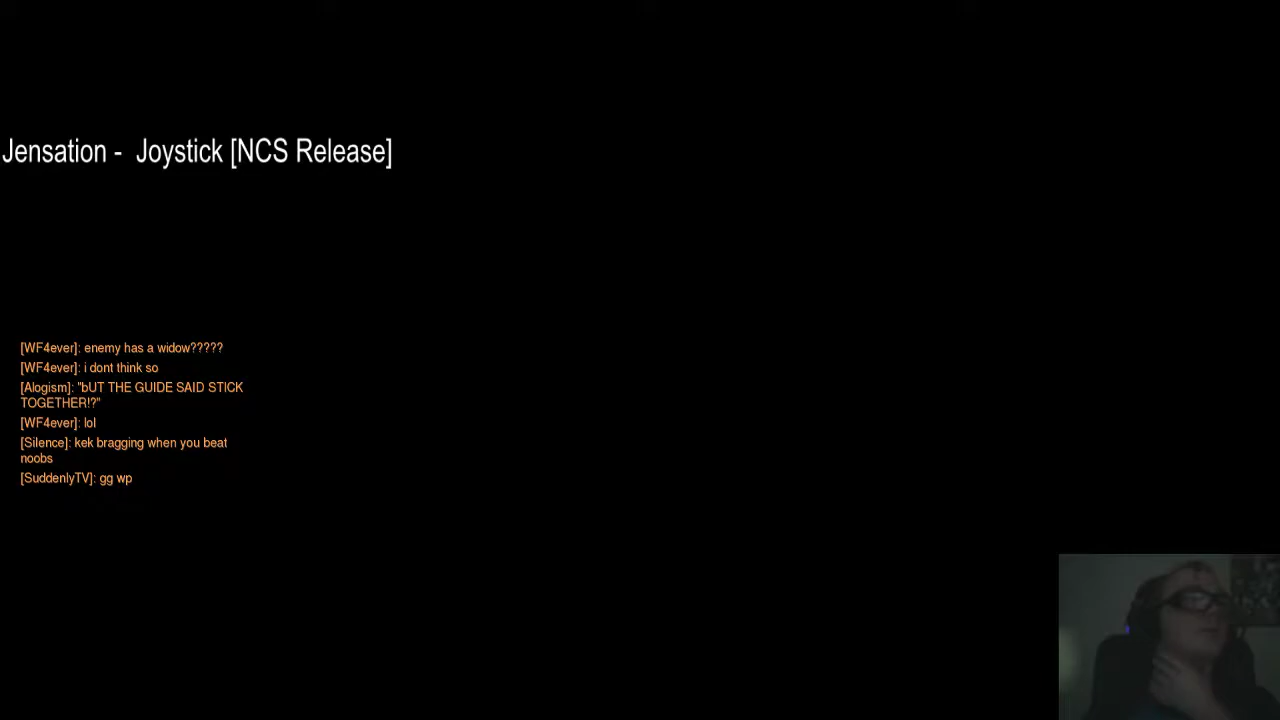 Jensation -  Joystick [NCS Release]
[WF4ever]: enemy has a widow?????
[WF4ever]: i dont think so
[Alogism]: "bUT THE GUIDE SAID STICK
TOGETHER!?"
[WF4ever]: lol
[Silence]: kek bragging when you beat
noobs
[SuddenlyTV]: gg wp